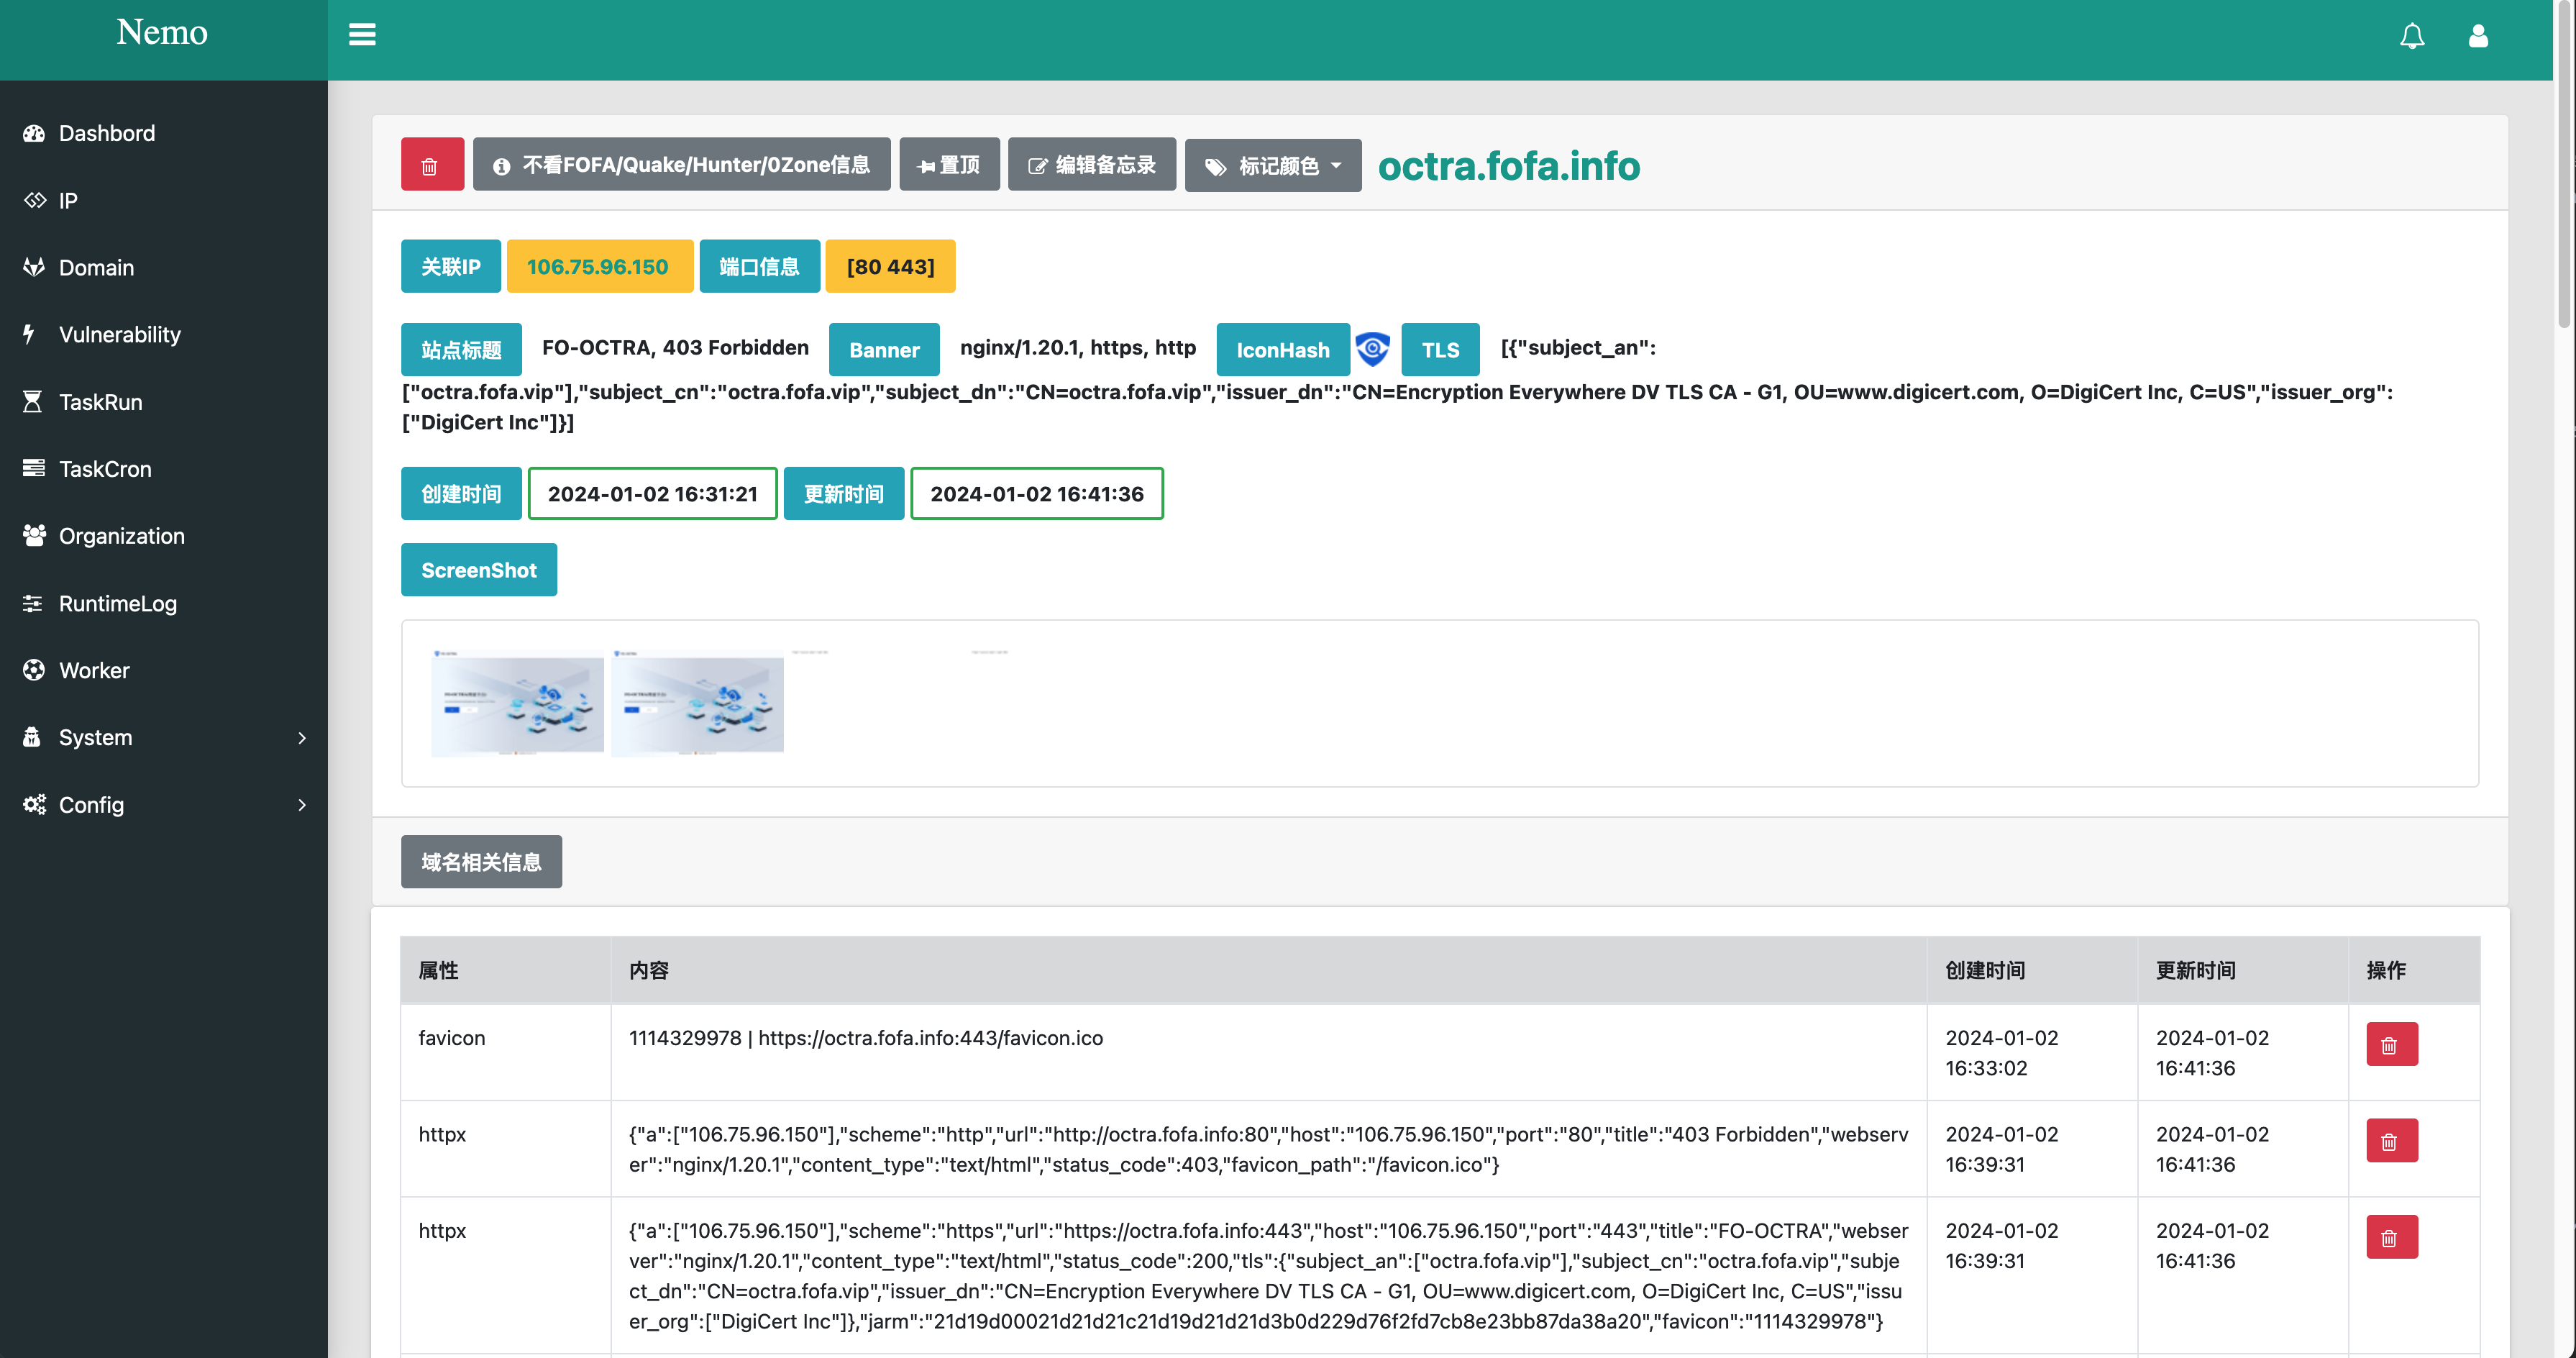 Nemo
Dashbord
IP
Domain
Vulnerability
TaskRun
TaskCron
Organization
RuntimeLog
Worker
System
Config
不看FOFA/Quake/Hunter/0Zone信息 置顶 编辑备忘录 标记颜色 octra.fofa.info
关联IP 106.75.96.150 端口信息 [80 443]
站点标题 FO-OCTRA, 403 Forbidden Banner nginx/1.20.1, https, http IconHash TLS [{"subject_an":
["octra.fofa.vip"],"subject_cn":"octra.fofa.vip","subject_dn":"CN=octra.fofa.vip","issuer_dn":"CN=Encryption Everywhere DV TLS CA - G1, OU=www.digicert.com, O=DigiCert Inc, C=US","issuer_org":
["DigiCert Inc"]}]
创建时间 2024-01-02 16:31:21 更新时间 2024-01-02 16:41:36
ScreenShot
域名相关信息
属性 内容 创建时间 更新时间 操作
favicon 1114329978 | https://octra.fofa.info:443/favicon.ico 2024-01-02 2024-01-02
16:33:02 16:41:36
httpx {"a":["106.75.96.150"],"scheme":"http","url":"http://octra.fofa.info:80","host":"106.75.96.150","port":"80","title":"403 Forbidden","webserv 2024-01-02 2024-01-02
er":"nginx/1.20.1","content_type":"text/html","status_code":403,"favicon_path":"/favicon.ico"} 16:39:31 16:41:36
httpx {"a":["106.75.96.150"],"scheme":"https","url":"https://octra.fofa.info:443","host":"106.75.96.150","port":"443","title":"FO-OCTRA","webser 2024-01-02 2024-01-02
ver":"nginx/1.20.1","content_type":"text/html","status_code":200,"tls":{"subject_an":["octra.fofa.vip"],"subject_cn":"octra.fofa.vip","subje 16:39:31 16:41:36
ct_dn":"CN=octra.fofa.vip","issuer_dn":"CN=Encryption Everywhere DV TLS CA - G1, OU=www.digicert.com, O=DigiCert Inc, C=US","issu
er_org":["DigiCert Inc"]},"jarm":"21d19d00021d21d21c21d19d21d21d3b0d229d76f2fd7cb8e23bb87da38a20","favicon":"1114329978"}